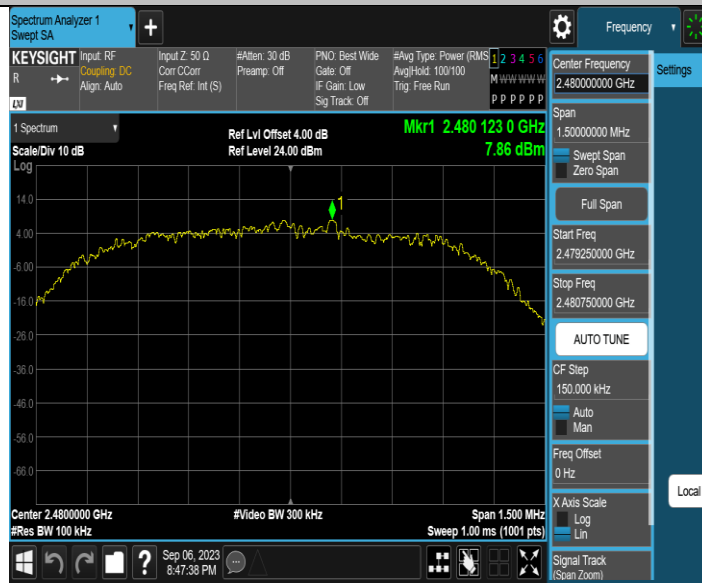 Spectrum Analyzer 1
Swept SA
+
Frequency
KEYSIGHT
R
LXI
Input: RF
Coupling: DC
Align: Auto
Input Z: 50 Ω
Corr CCorr
Freq Ref: Int (S)
#Atten: 30 dB
Preamp: Off
PNO: Best Wide
Gate: Off
IF Gain: Low
Sig Track: Off
#Avg Type: Power (RMS
Avg|Hold: 100/100
Trig: Free Run
1 2 3 4 5 6
M W W W W W
P P P P P P
1 Spectrum
Scale/Div 10 dB
Log
Ref Lvl Offset 4.00 dB
Ref Level 24.00 dBm
Mkr1 2.480 123 0 GHz
7.86 dBm
1
14.0
4.00
-6.00
-16.0
-26.0
-36.0
-46.0
-56.0
-66.0
Center 2.4800000 GHz
#Res BW 100 kHz
#Video BW 300 kHz
Span 1.500 MHz
Sweep 1.00 ms (1001 pts)
Sep 06, 2023
8:47:38 PM
?
Center Frequency
2.480000000 GHz
Settings
Span
1.50000000 MHz
Swept Span
Zero Span
Full Span
Start Freq
2.479250000 GHz
Stop Freq
2.480750000 GHz
AUTO TUNE
CF Step
150.000 kHz
Auto
Man
Freq Offset
0 Hz
Local
X Axis Scale
Log
Lin
Signal Track
(Span Zoom)